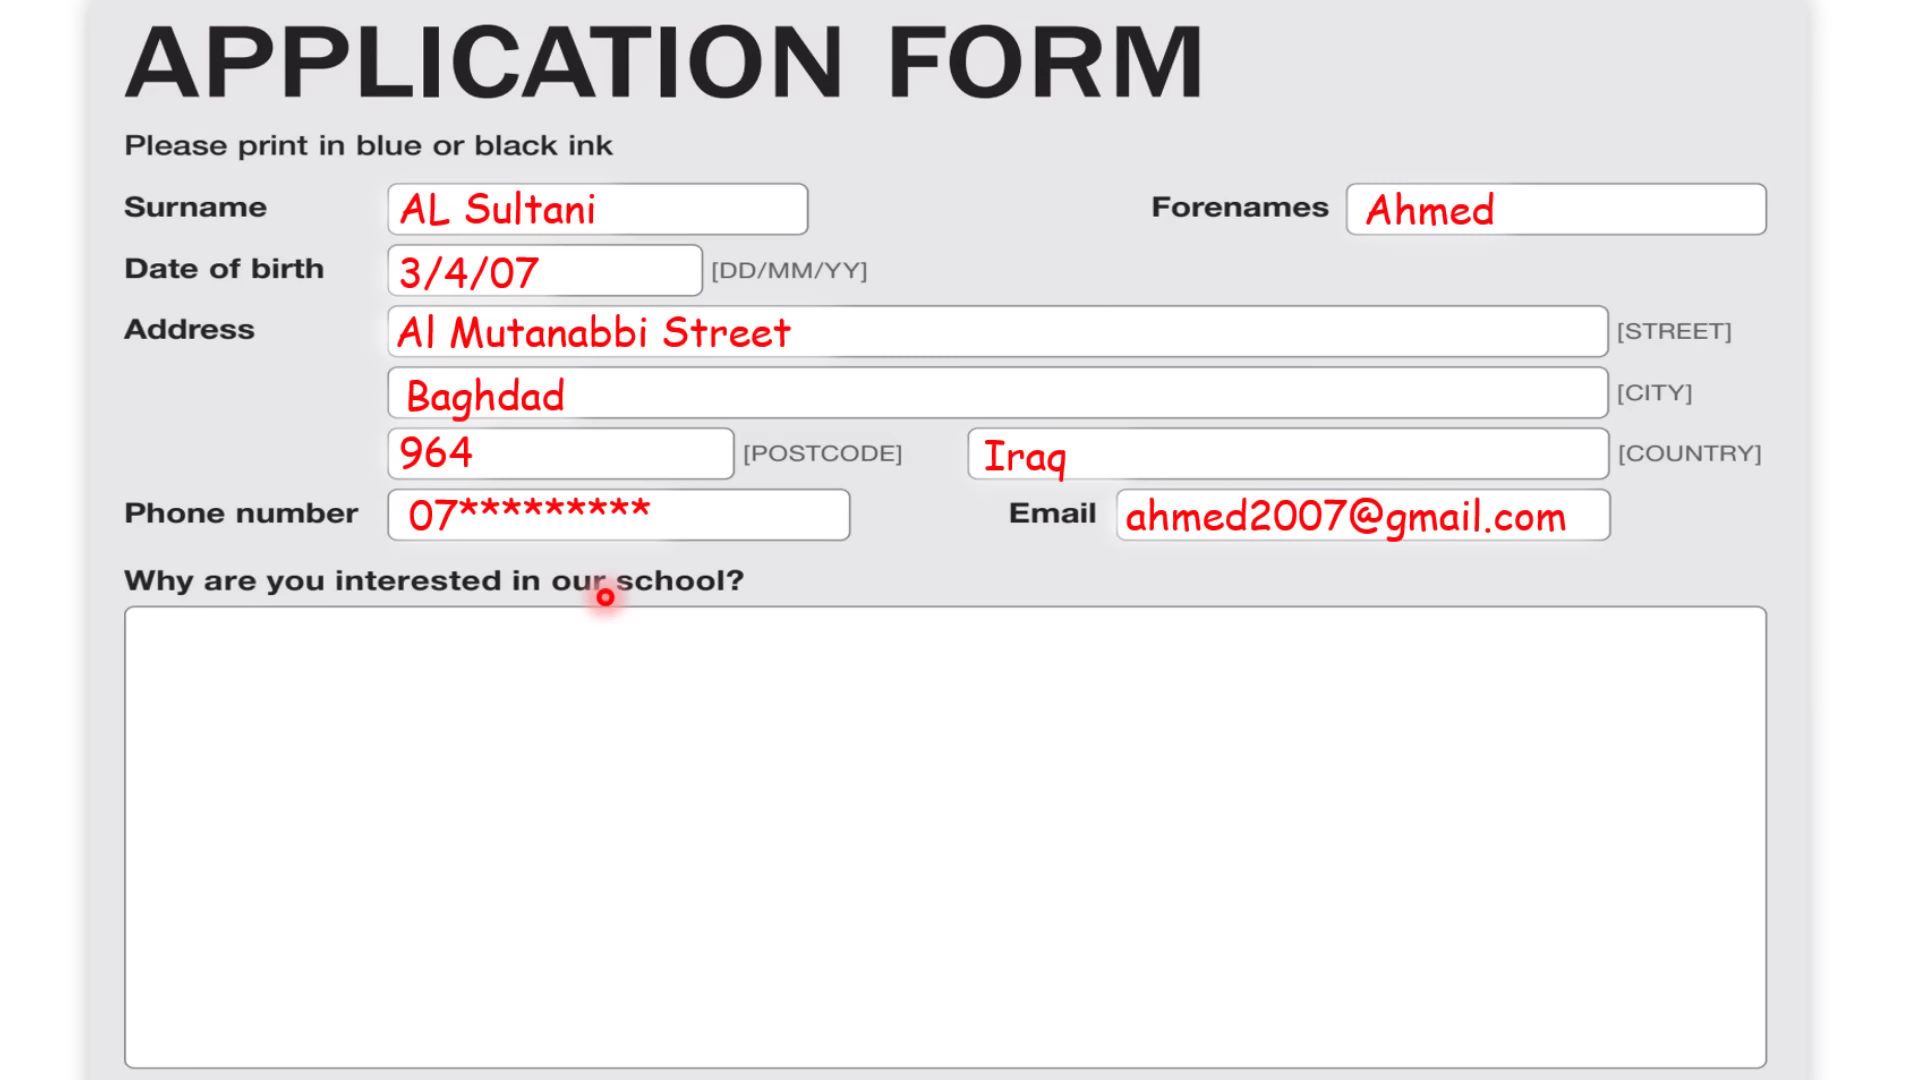 APPLICATION FORM
Please print in blue or black ink
Surname AL Sultani Forenames Ahmed
Date of birth 3/4/07 [DD/MM/YY]
Address Al Mutanabbi Street [STREET]
Baghdad [CITY]
964 [POSTCODE] Iraq [COUNTRY]
Phone number 07********* Email ahmed2007@gmail.com
Why are you interested in our school?